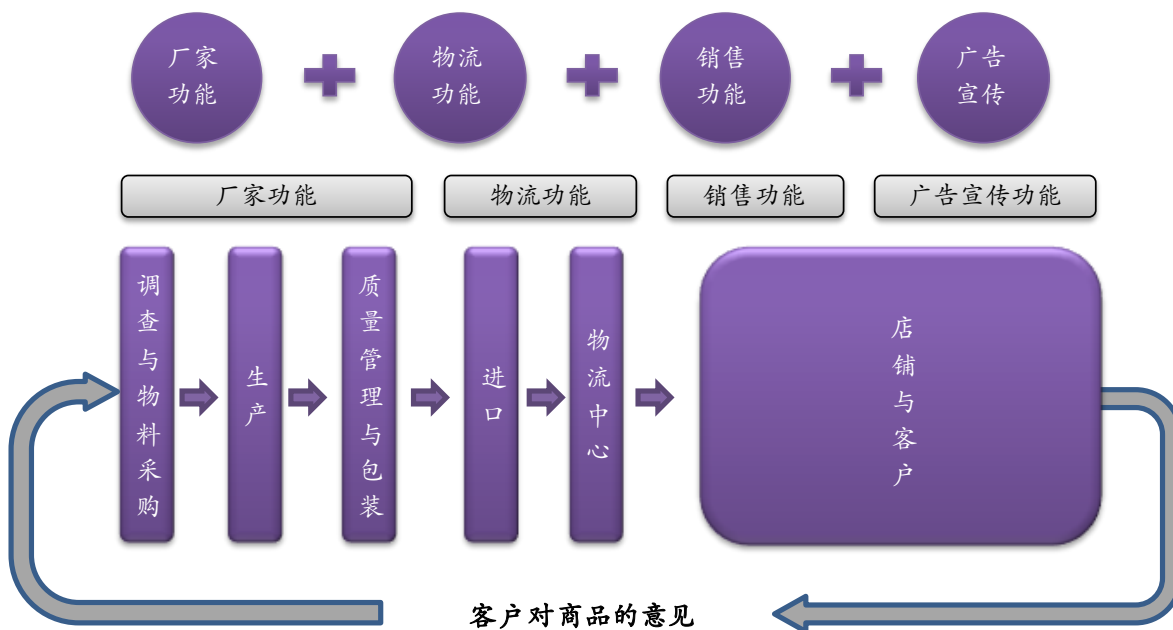 厂家
功能
物流
功能
销售
功能
广告
宣传
厂家功能
物流功能
销售功能
广告宣传功能
调查与物料采购
生产
质量管理与包装
进口
物流中心
店铺与客户
客户对商品的意见